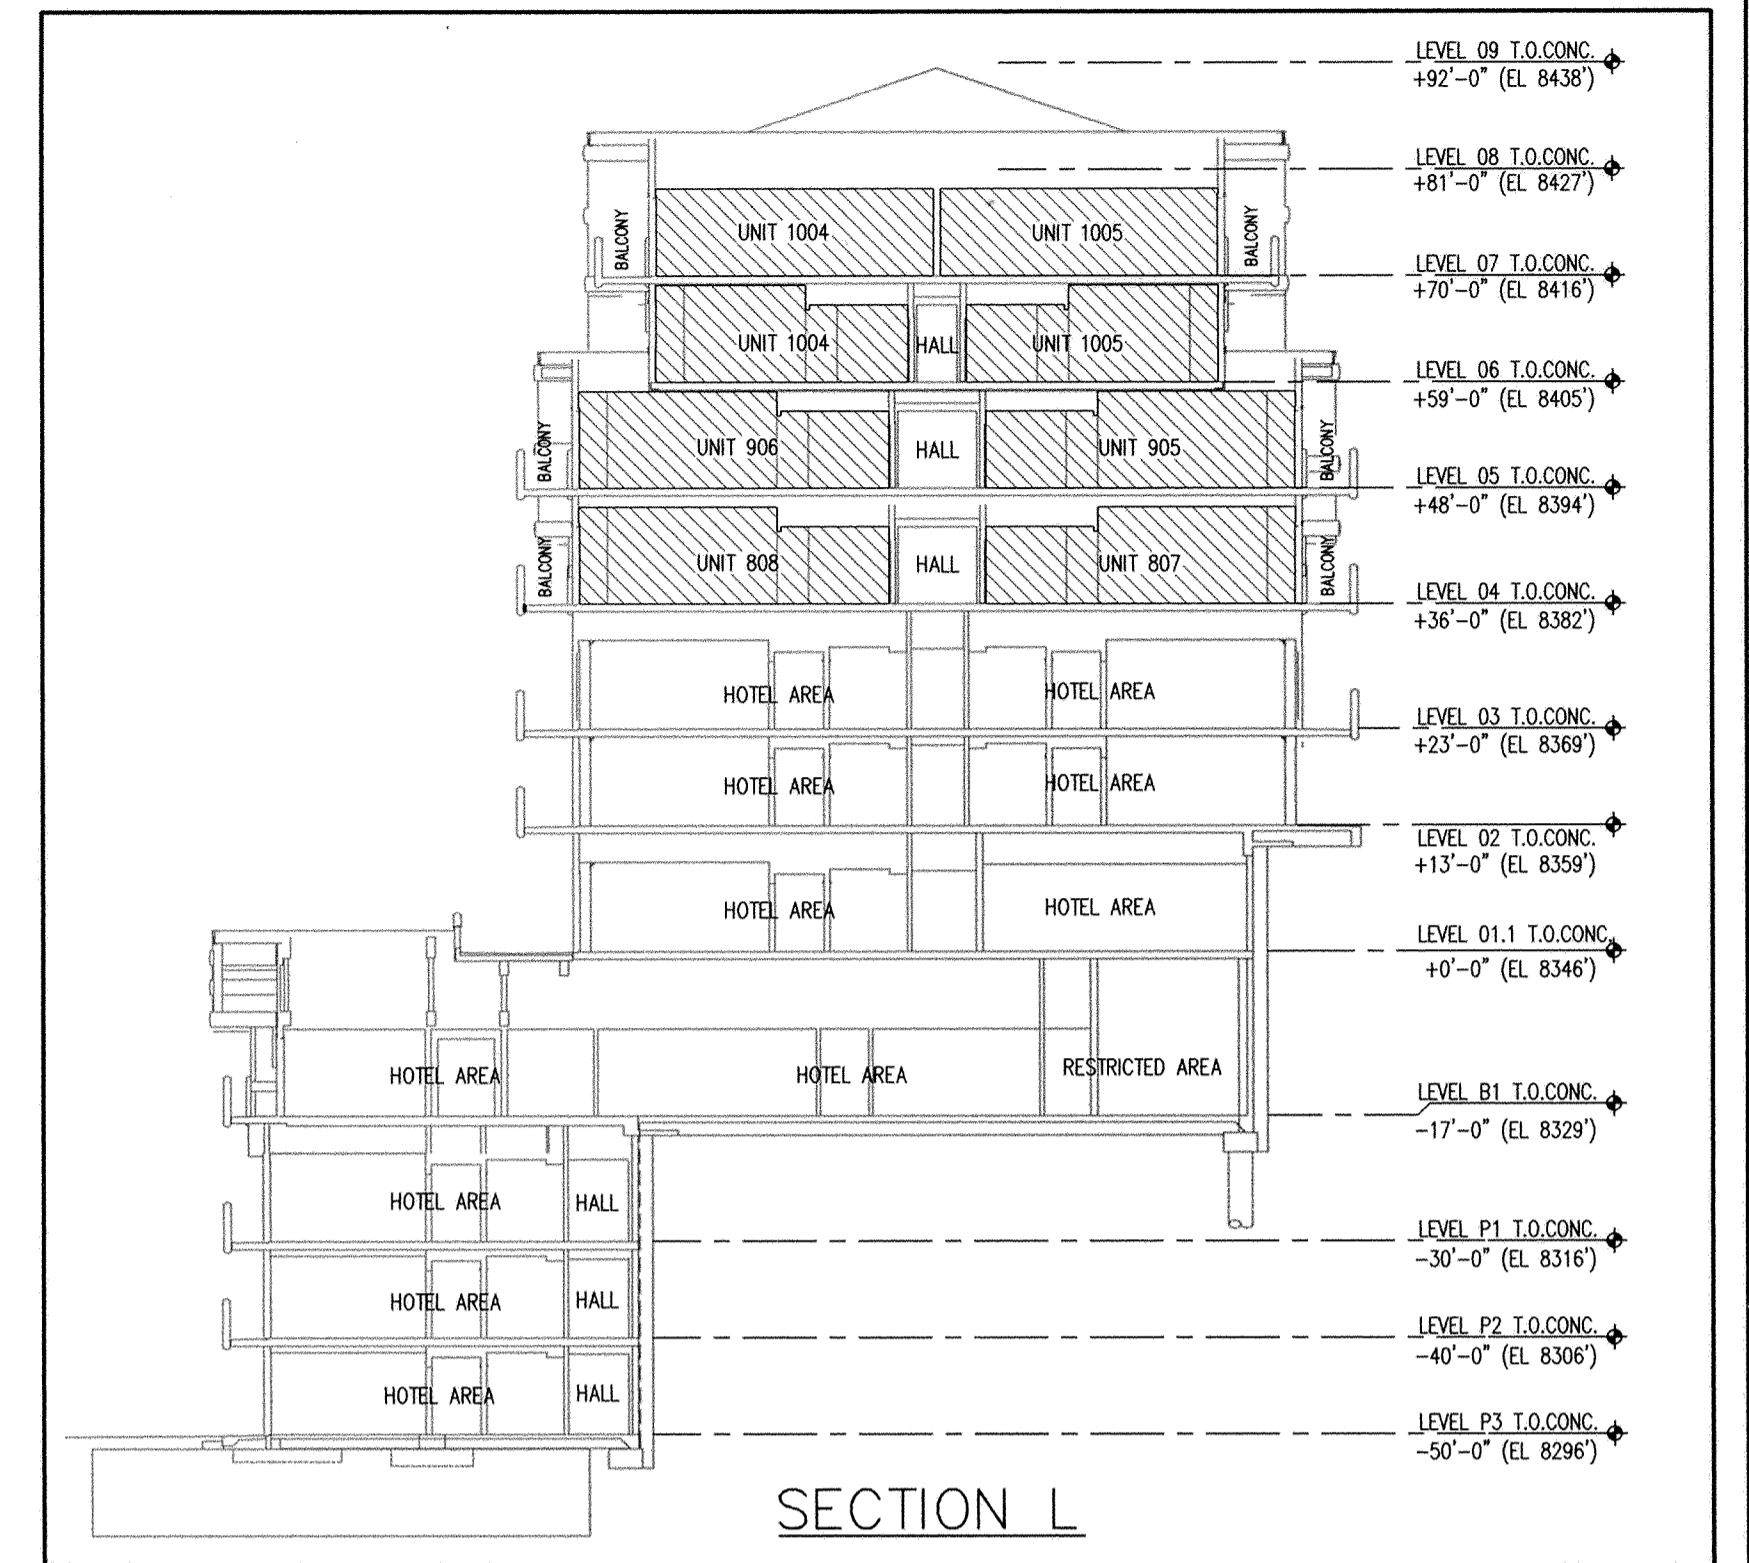 LEVEL 09 T.O.CONC.
+92'-0" (EL 8438')
LEVEL 08 T.O.CONC.
+81'-0" (EL 8427')
BALCONY
UNIT 1004
UNIT 1005
BALCONY
LEVEL 07 T.O.CONC.
+70'-0" (EL 8416')
UNIT 1004
HALL
UNIT 1005
LEVEL 06 T.O.CONC.
+59'-0" (EL 8405')
BALCONY
UNIT 906
HALL
UNIT 905
BALCONY
LEVEL 05 T.O.CONC.
+48'-0" (EL 8394')
BALCONY
UNIT 808
HALL
UNIT 807
BALCONY
LEVEL 04 T.O.CONC.
+36'-0" (EL 8382')
HOTEL AREA
HOTEL AREA
LEVEL 03 T.O.CONC.
+23'-0" (EL 8369')
HOTEL AREA
HOTEL AREA
LEVEL 02 T.O.CONC.
+13'-0" (EL 8359')
HOTEL AREA
HOTEL AREA
LEVEL 01.1 T.O.CONC.
+0'-0" (EL 8346')
HOTEL AREA
HOTEL AREA
RESTRICTED AREA
LEVEL B1 T.O.CONC.
-17'-0" (EL 8329')
HOTEL AREA
HALL
LEVEL P1 T.O.CONC.
-30'-0" (EL 8316')
HOTEL AREA
HALL
LEVEL P2 T.O.CONC.
-40'-0" (EL 8306')
HOTEL AREA
HALL
LEVEL P3 T.O.CONC.
-50'-0" (EL 8296')
SECTION L